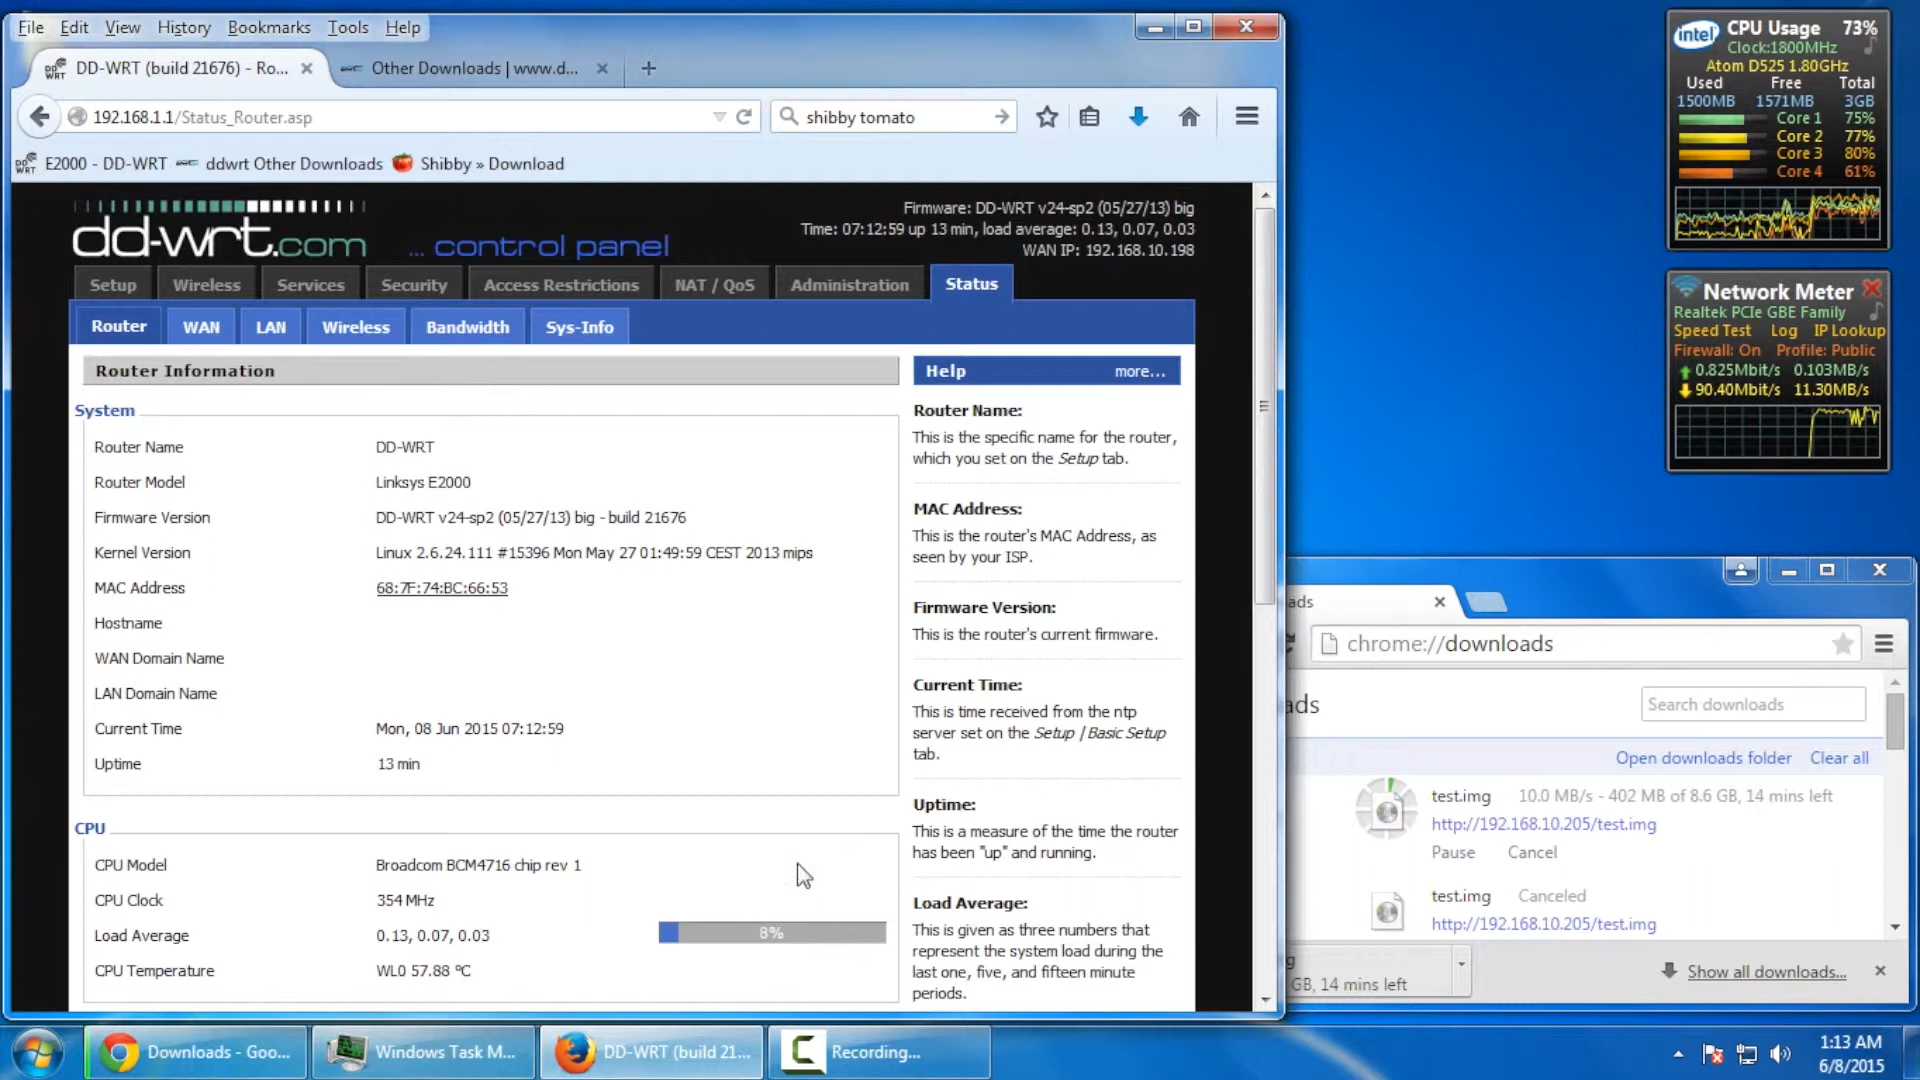 File Edit View History Bookmarks Tools Help
DD-WRT (build 21676) - Ro...
Other Downloads | www.d...
192.168.1.1/Status_Router.asp
shibby tomato
E2000 - DD-WRT
ddwrt Other Downloads
Shibby » Download
dd-wrt.com
... control panel
Firmware: DD-WRT v24-sp2 (05/27/13) big
Time: 07:12:59 up 13 min, load average: 0.13, 0.07, 0.03
WAN IP: 192.168.10.198
Setup Wireless Services Security Access Restrictions NAT / QoS Administration Status
Router WAN LAN Wireless Bandwidth Sys-Info
Router Information
System
Router Name DD-WRT
Router Model Linksys E2000
Firmware Version DD-WRT v24-sp2 (05/27/13) big - build 21676
Kernel Version Linux 2.6.24.111 #15396 Mon May 27 01:49:59 CEST 2013 mips
MAC Address 68:7F:74:BC:66:53
Hostname
WAN Domain Name
LAN Domain Name
Current Time Mon, 08 Jun 2015 07:12:59
Uptime 13 min
CPU
CPU Model Broadcom BCM4716 chip rev 1
CPU Clock 354 MHz
Load Average 0.13, 0.07, 0.03 8%
CPU Temperature WL0 57.88 °C
Help more...
Router Name:
This is the specific name for the router,
which you set on the Setup tab.
MAC Address:
This is the router's MAC Address, as
seen by your ISP.
Firmware Version:
This is the router's current firmware.
Current Time:
This is time received from the ntp
server set on the Setup / Basic Setup
tab.
Uptime:
This is a measure of the time the router
has been "up" and running.
Load Average:
This is given as three numbers that
represent the system load during the
last one, five, and fifteen minute
periods.
intel
CPU Usage 73%
Clock:1800MHz
Atom D525 1.80GHz
Used Free Total
1500MB 1571MB 3GB
Core 1 75%
Core 2 77%
Core 3 80%
Core 4 61%
Network Meter
Realtek PCIe GBE Family
Speed Test Log IP Lookup
Firewall: On Profile: Public
0.825Mbit/s 0.103MB/s
90.40Mbit/s 11.30MB/s
ads
chrome://downloads
ads
Search downloads
Open downloads folder Clear all
test.img 10.0 MB/s - 402 MB of 8.6 GB, 14 mins left
http://192.168.10.205/test.img
Pause Cancel
test.img Canceled
http://192.168.10.205/test.img
g
GB, 14 mins left
Show all downloads...
Downloads - Goo...
Windows Task M...
DD-WRT (build 21...
Recording...
1:13 AM
6/8/2015